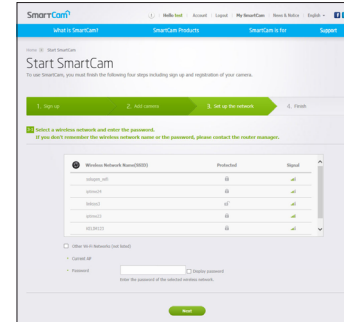 SmartCam
Hello test | Account | Logout | My SmartCam | News & Notice | English
What is SmartCam? SmartCam Products SmartCam is for Support
Home Start SmartCam
Start SmartCam
To use SmartCam, you must finish the following four steps including sign up and registration of your camera.
1. Sign up 2. Add camera 3. Set up the network 4. Finish
Select a wireless network and enter the password.
If you don't remember the wireless network name or the password, please contact the router manager.
Wireless Network Name(SSID) Protected Signal
Other Wi-Fi Networks (not listed)
Current AP
Password Display password
Enter the password of the selected wireless network.
Next